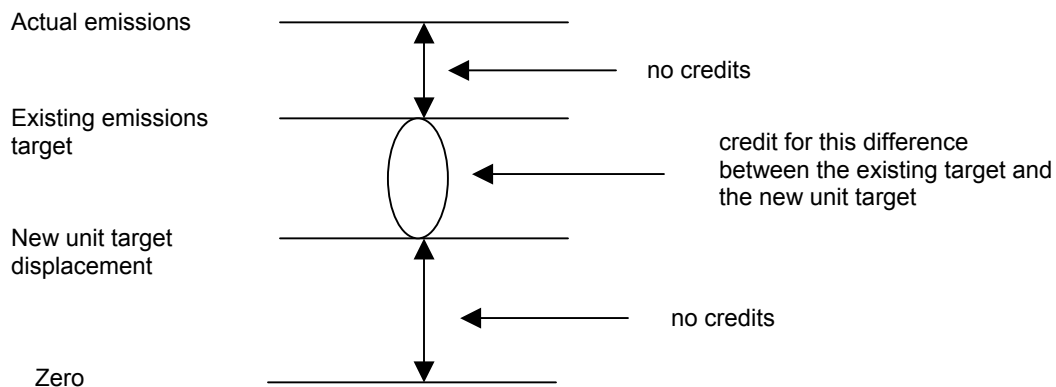 Actual emissions
no credits
Existing emissions
target
credit for this difference
between the existing target and
the new unit target
New unit target
displacement
no credits
Zero